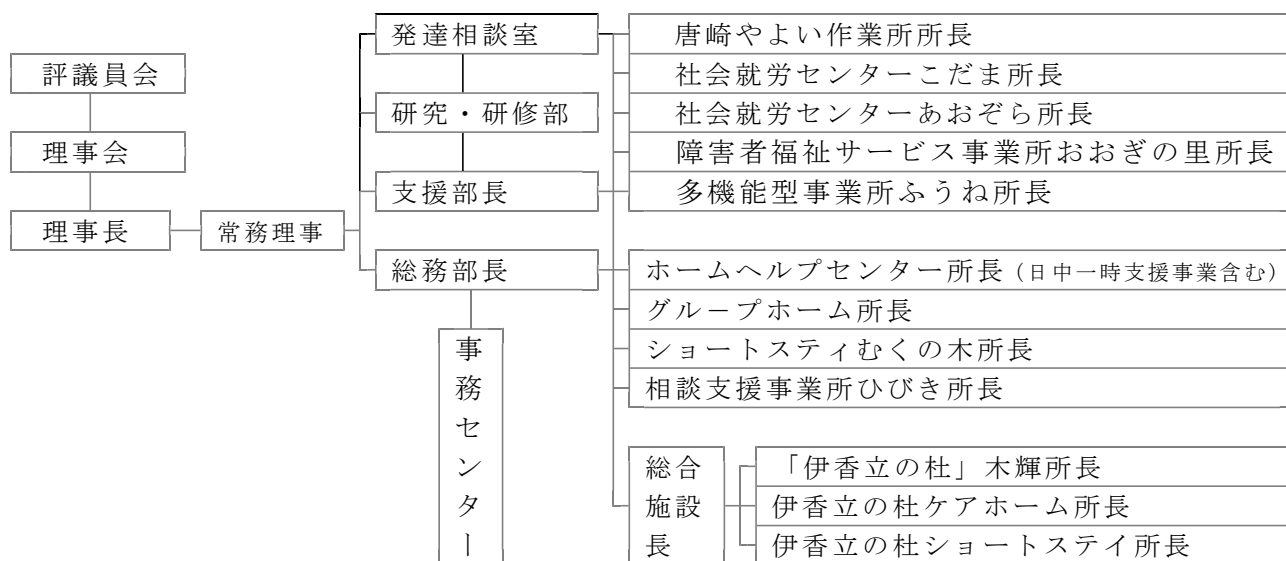 評議員会
理事会
理事長
常務理事
発達相談室
研究・研修部
支援部長
総務部長
事務センター
唐崎やよい作業所所長
社会就労センターこだま所長
社会就労センターあおぞら所長
障害者福祉サービス事業所おおぎの里所長
多機能型事業所ふうね所長
ホームヘルプセンター所長（日中一時支援事業含む）
グル－プホーム所長
ショートスティむくの木所長
相談支援事業所ひびき所長
総合
施設
長
「伊香立の杜」木輝所長
伊香立の杜ケアホーム所長
伊香立の杜ショートステイ所長